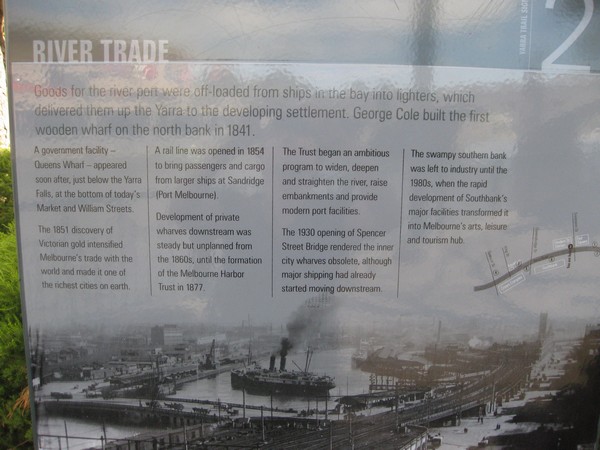 RIVER TRADE
YARRA TRAIL SIGN
2
Goods for the river port were off-loaded from ships in the bay into lighters, which
delivered them up the Yarra to the developing settlement. George Cole built the first
wooden wharf on the north bank in 1841.
A government facility –
Queens Wharf – appeared
soon after, just below the Yarra
Falls, at the bottom of today's
Market and William Streets.
The 1851 discovery of
Victorian gold intensified
Melbourne's trade with the
world and made it one of
the richest cities on earth.
A rail line was opened in 1854
to bring passengers and cargo
from larger ships at Sandridge
(Port Melbourne).
Development of private
wharves downstream was
steady but unplanned from
the 1860s, until the formation
of the Melbourne Harbor
Trust in 1877.
The Trust began an ambitious
program to widen, deepen
and straighten the river, raise
embankments and provide
modern port facilities.
The 1930 opening of Spencer
Street Bridge rendered the inner
city wharves obsolete, although
major shipping had already
started moving downstream.
The swampy southern bank
was left to industry until the
1980s, when the rapid
development of Southbank's
major facilities transformed it
into Melbourne's arts, leisure
and tourism hub.